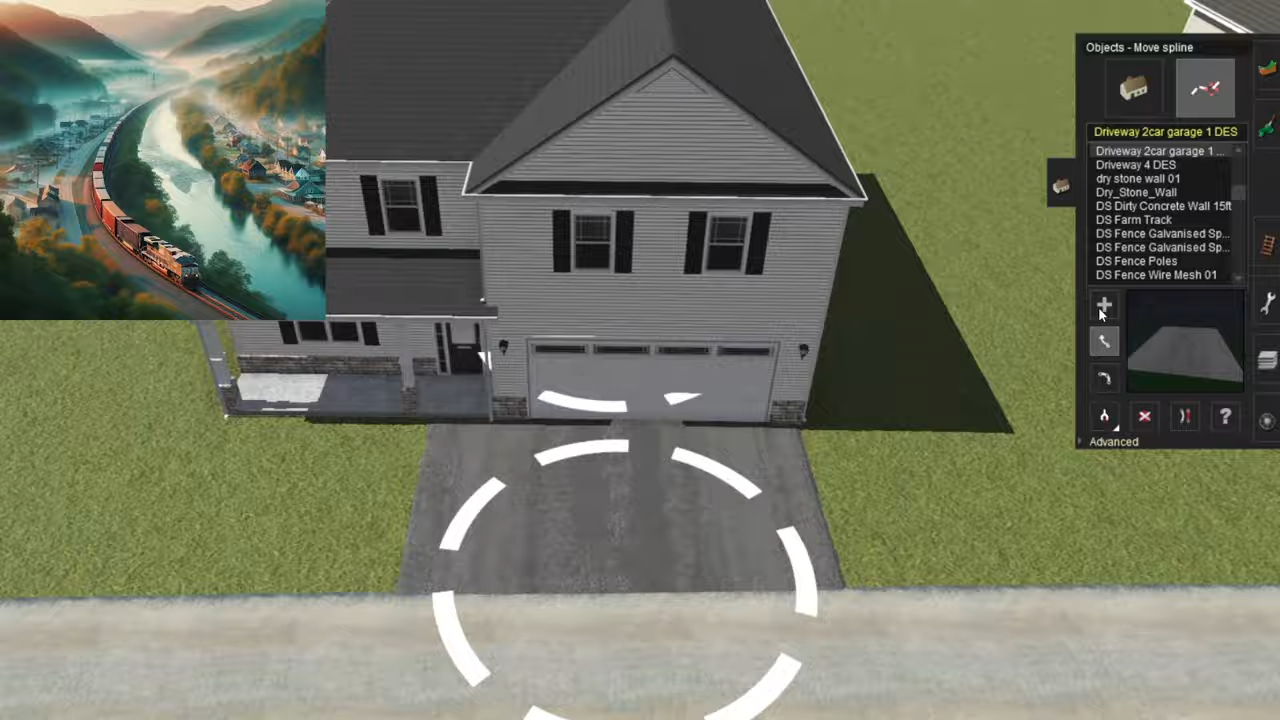 Objects - Move spline
Driveway 2car garage 1 DES
Driveway 2car garage 1 ...
Driveway 4 DES
dry stone wall 01
Dry_Stone_Wall
DS Dirty Concrete Wall 15ft
DS Farm Track
DS Fence Galvanised Sp...
DS Fence Galvanised Sp...
DS Fence Poles
DS Fence Wire Mesh 01
Advanced